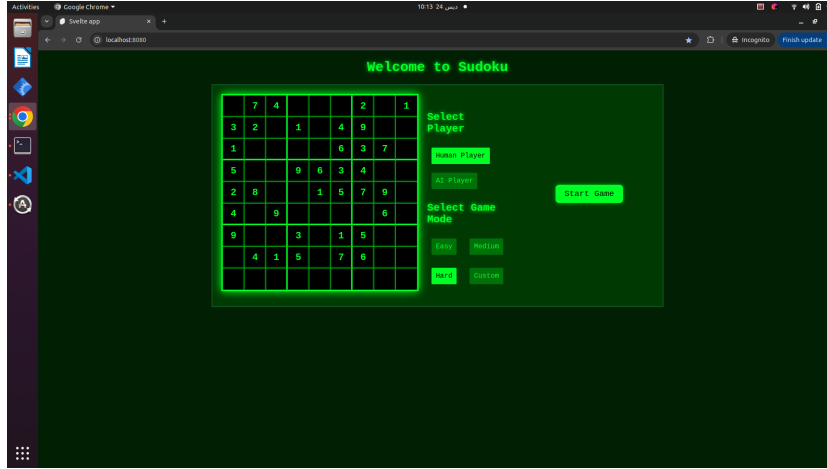 Activities
Google Chrome
10:13 24 ديس
Svelte app
localhost:8080
Incognito
Finish update
Welcome to Sudoku
7 4 2 1
3 2 1 4 9
1 6 3 7
5 9 6 3 4
2 8 1 5 7 9
4 9 6
9 3 1 5
4 1 5 7 6
Select
Player
Human Player
AI Player
Select Game
Mode
Easy Medium
Hard Custom
Start Game